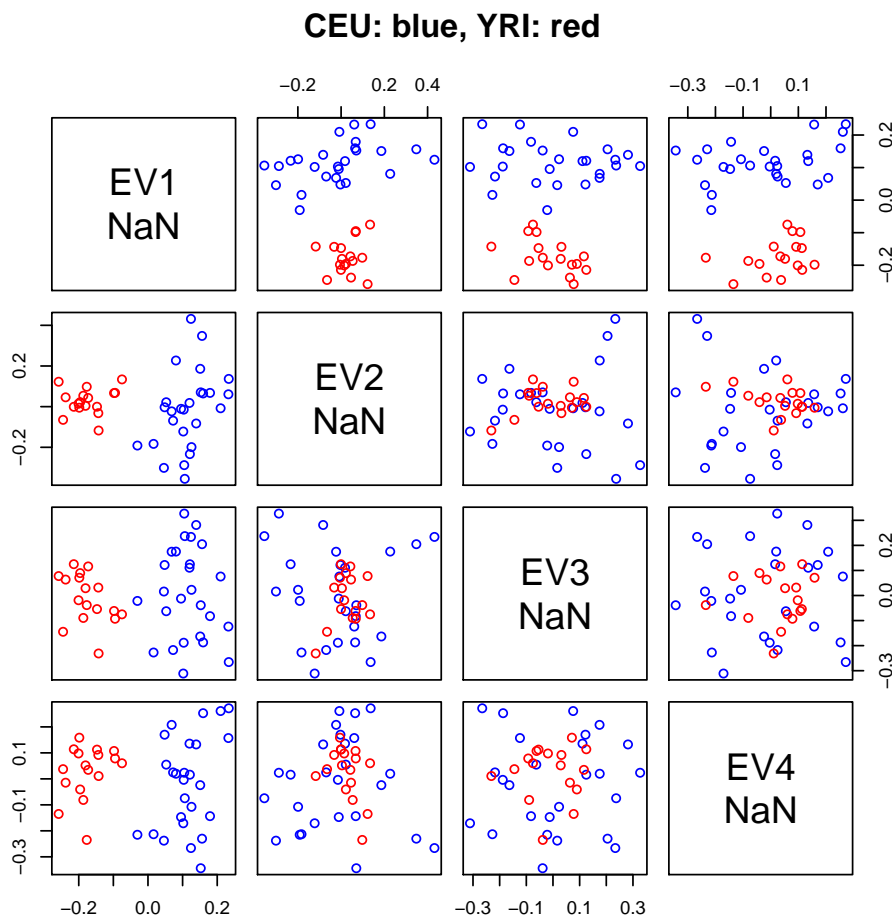 CEU: blue, YRI: red
−0.2 0.2 0.4
−0.3 −0.1 0.1
EV1
NaN
−0.2 0.0 0.2
−0.2 0.2
EV2
NaN
EV3
NaN
−0.3 0.0 0.2
−0.3 −0.1 0.1
EV4
NaN
−0.2 0.0 0.2
−0.3 −0.1 0.1 0.3